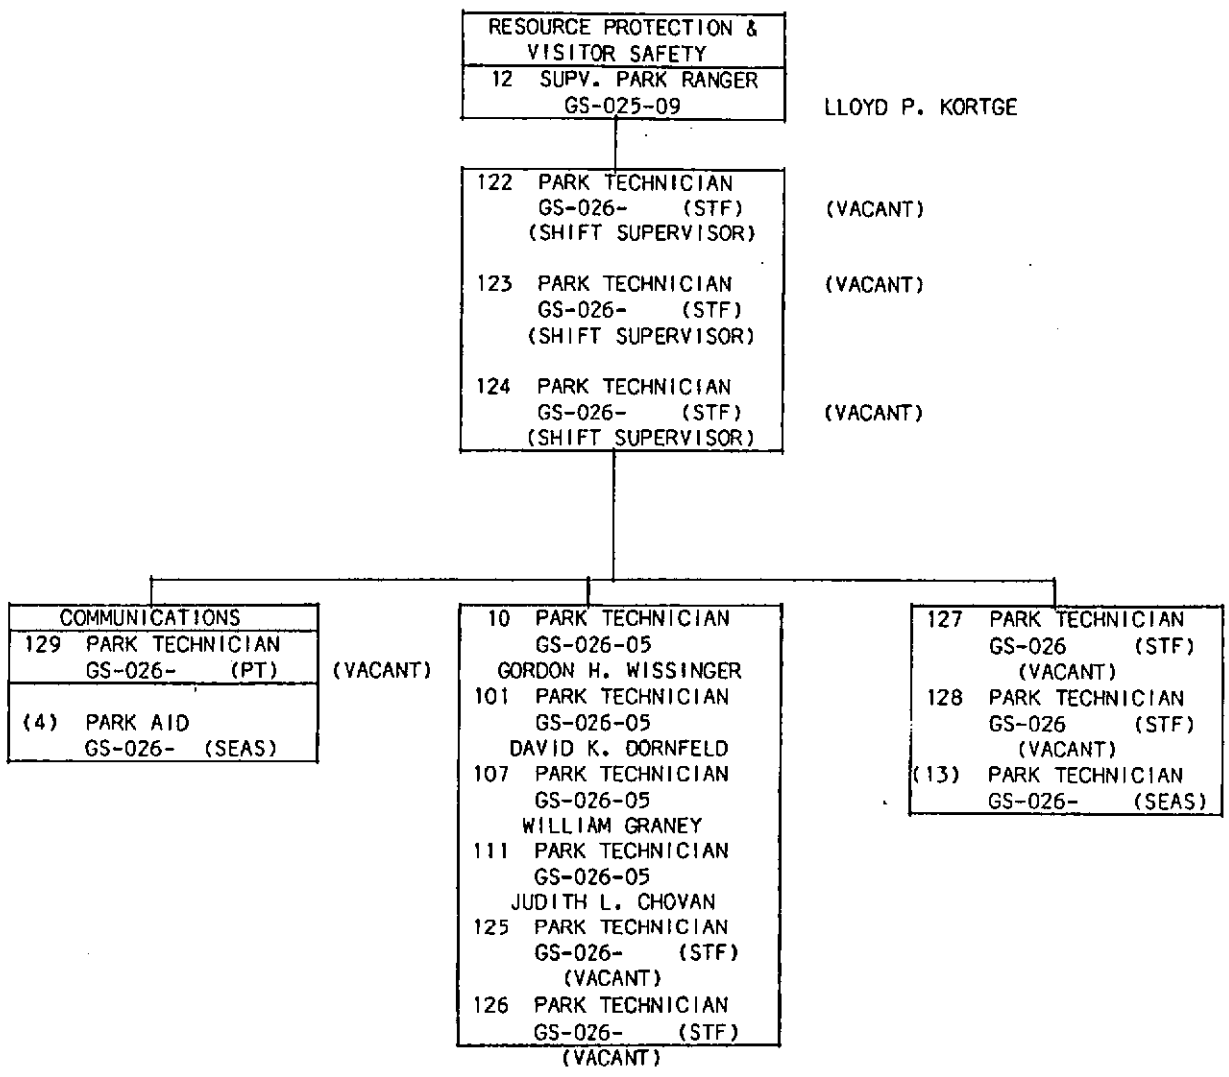 RESOURCE PROTECTION &
VISITOR SAFETY
12 SUPV. PARK RANGER
GS-025-09
LLOYD P. KORTGE
122 PARK TECHNICIAN
GS-026- (STF) (VACANT)
(SHIFT SUPERVISOR)
123 PARK TECHNICIAN (VACANT)
GS-026- (STF)
(SHIFT SUPERVISOR)
124 PARK TECHNICIAN
GS-026- (STF) (VACANT)
(SHIFT SUPERVISOR)
COMMUNICATIONS
129 PARK TECHNICIAN
GS-026- (PT) (VACANT)
(4) PARK AID
GS-026- (SEAS)
10 PARK TECHNICIAN
GS-026-05
GORDON H. WISSINGER
101 PARK TECHNICIAN
GS-026-05
DAVID K. DORNFELD
107 PARK TECHNICIAN
GS-026-05
WILLIAM GRANEY
111 PARK TECHNICIAN
GS-026-05
JUDITH L. CHOVAN
125 PARK TECHNICIAN
GS-026- (STF)
(VACANT)
126 PARK TECHNICIAN
GS-026- (STF)
(VACANT)
127 PARK TECHNICIAN
GS-026 (STF)
(VACANT)
128 PARK TECHNICIAN
GS-026 (STF)
(VACANT)
(13) PARK TECHNICIAN
GS-026- (SEAS)